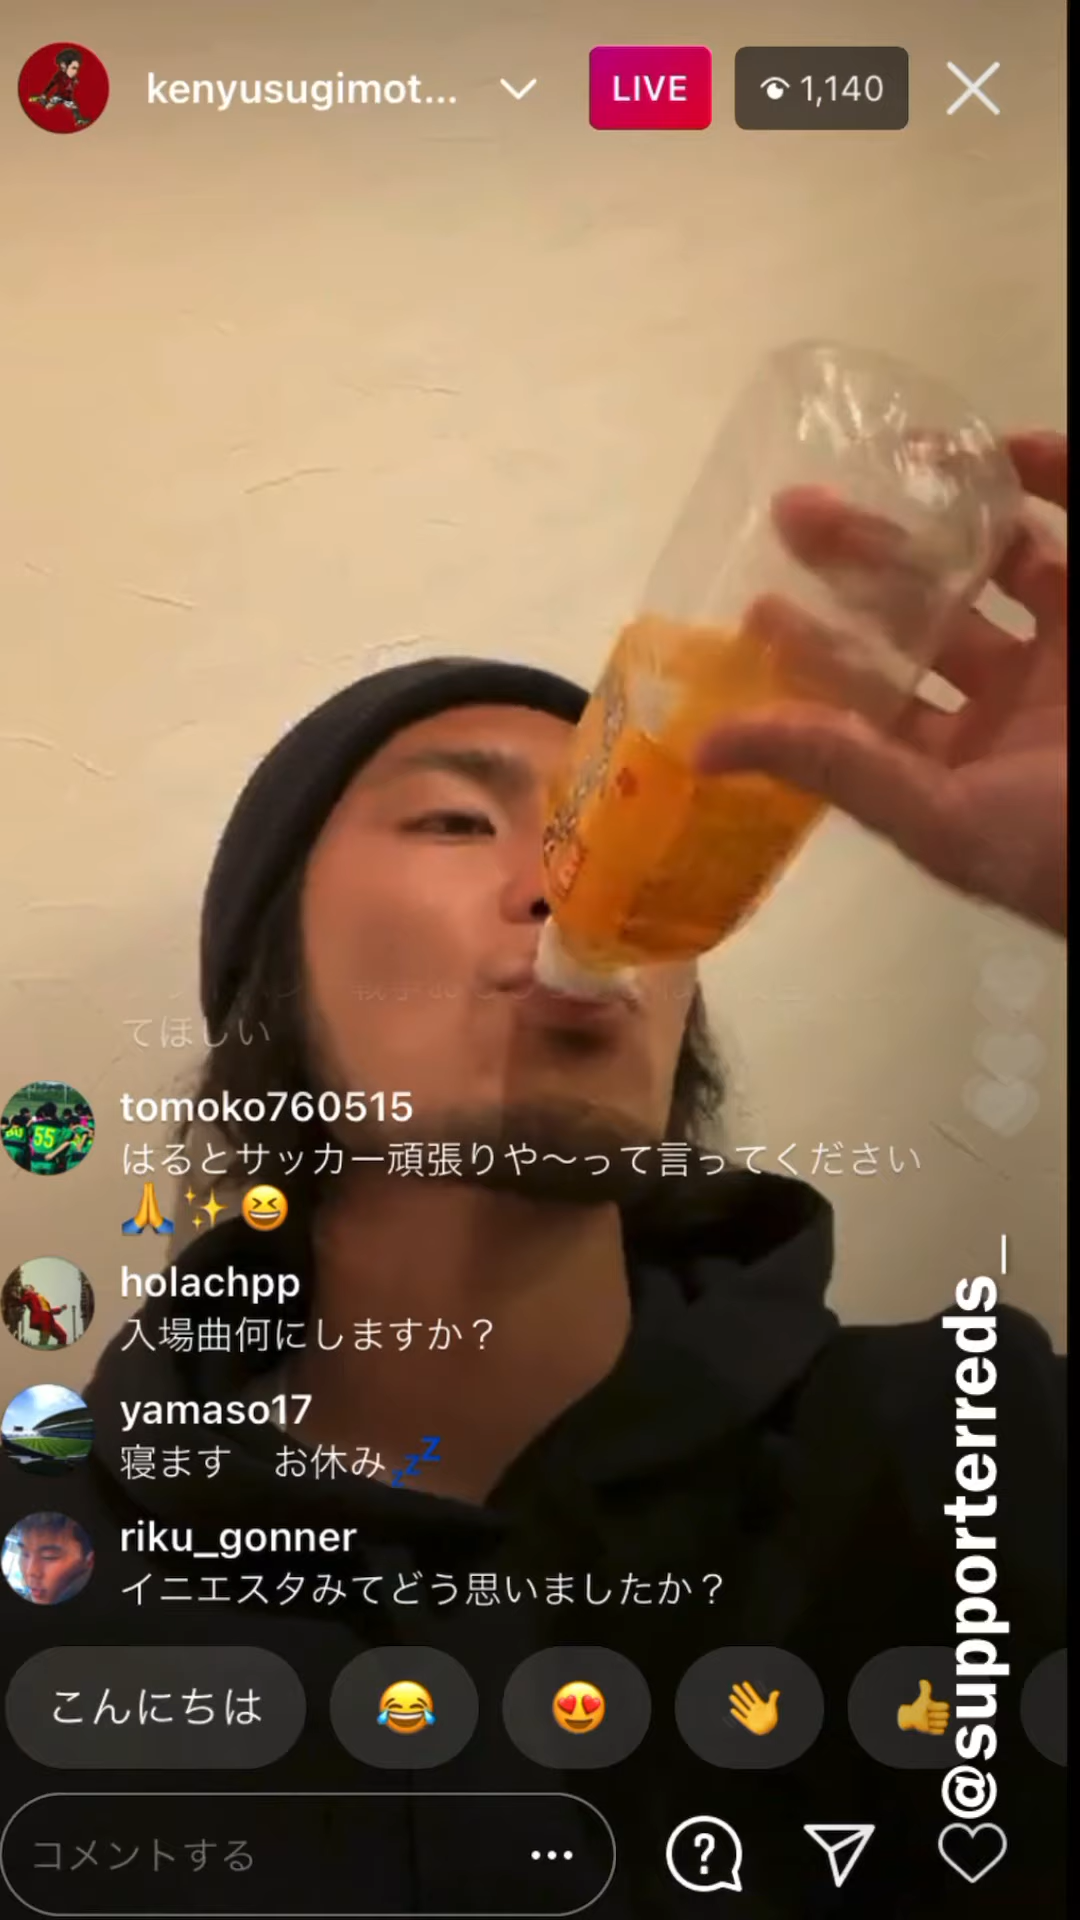 kenyusugimot...
LIVE
1,140
てほしい
tomoko760515
はるとサッカー頑張りや〜って言ってください
🙏✨😆
holachpp
入場曲何にしますか？
yamaso17
寝ます　お休み💤
riku_gonner
イニエスタみてどう思いましたか？
こんにちは
コメントする
@supporterreds_
55